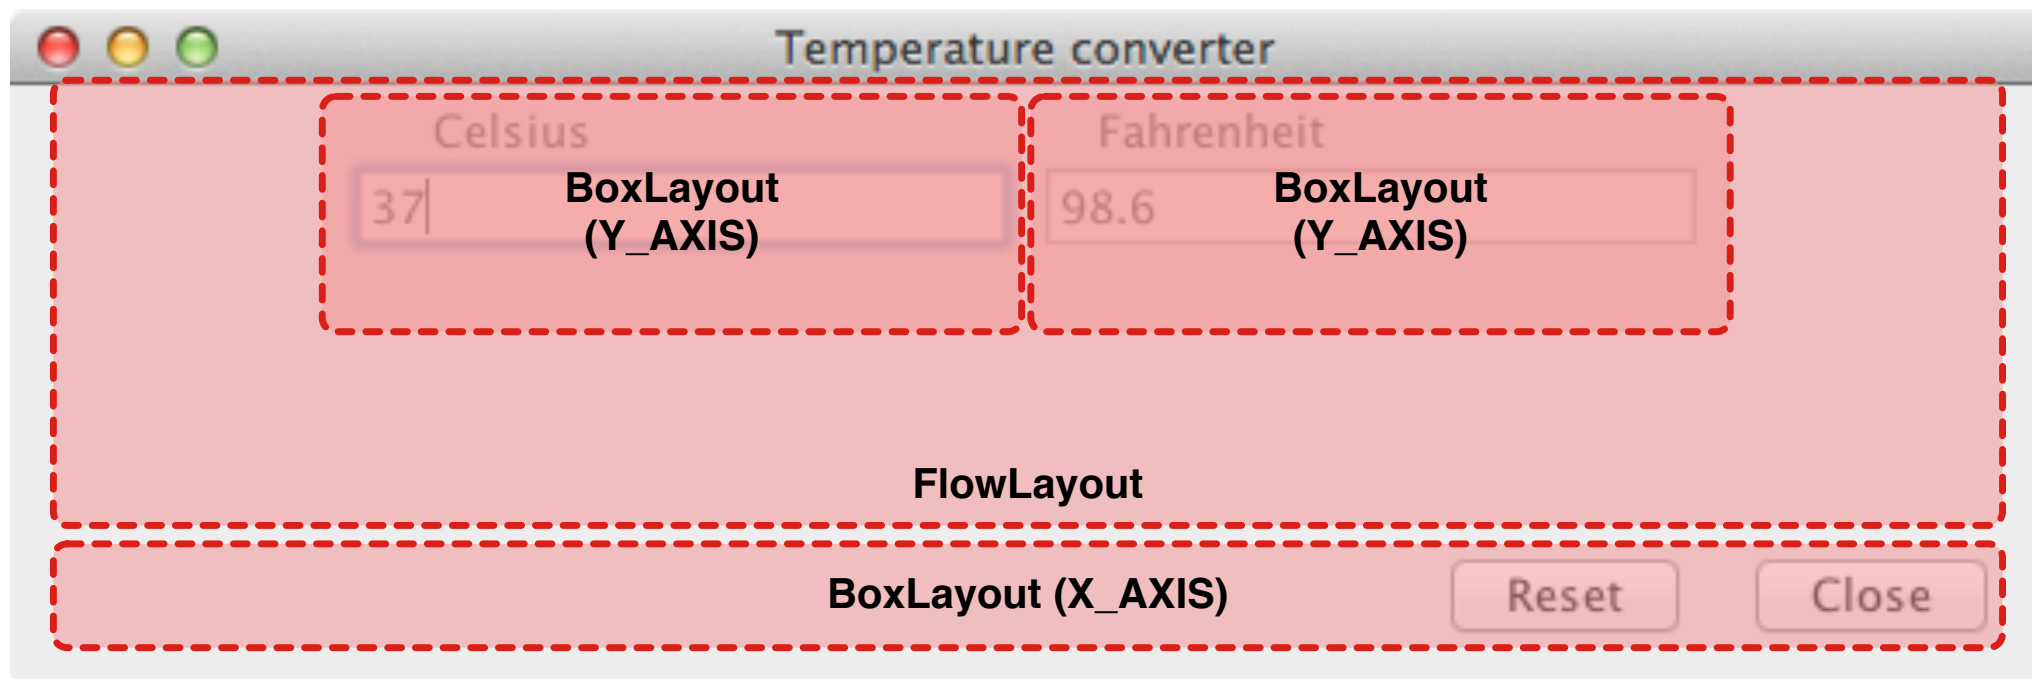 Temperature converter
Celsius
Fahrenheit
37
98.6
BoxLayout
(Y_AXIS)
BoxLayout
(Y_AXIS)
FlowLayout
BoxLayout (X_AXIS)
Reset
Close